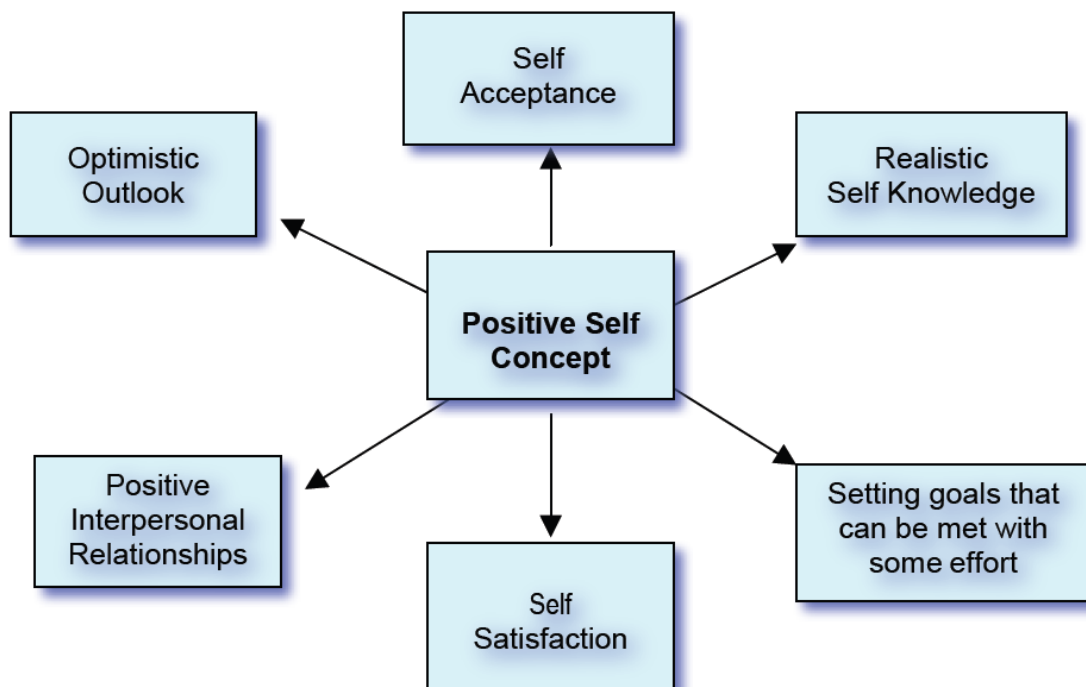 Self
Acceptance
Optimistic
Outlook
Realistic
Self Knowledge
Positive Self
Concept
Positive
Interpersonal
Relationships
Setting goals that
can be met with
some effort
Self
Satisfaction